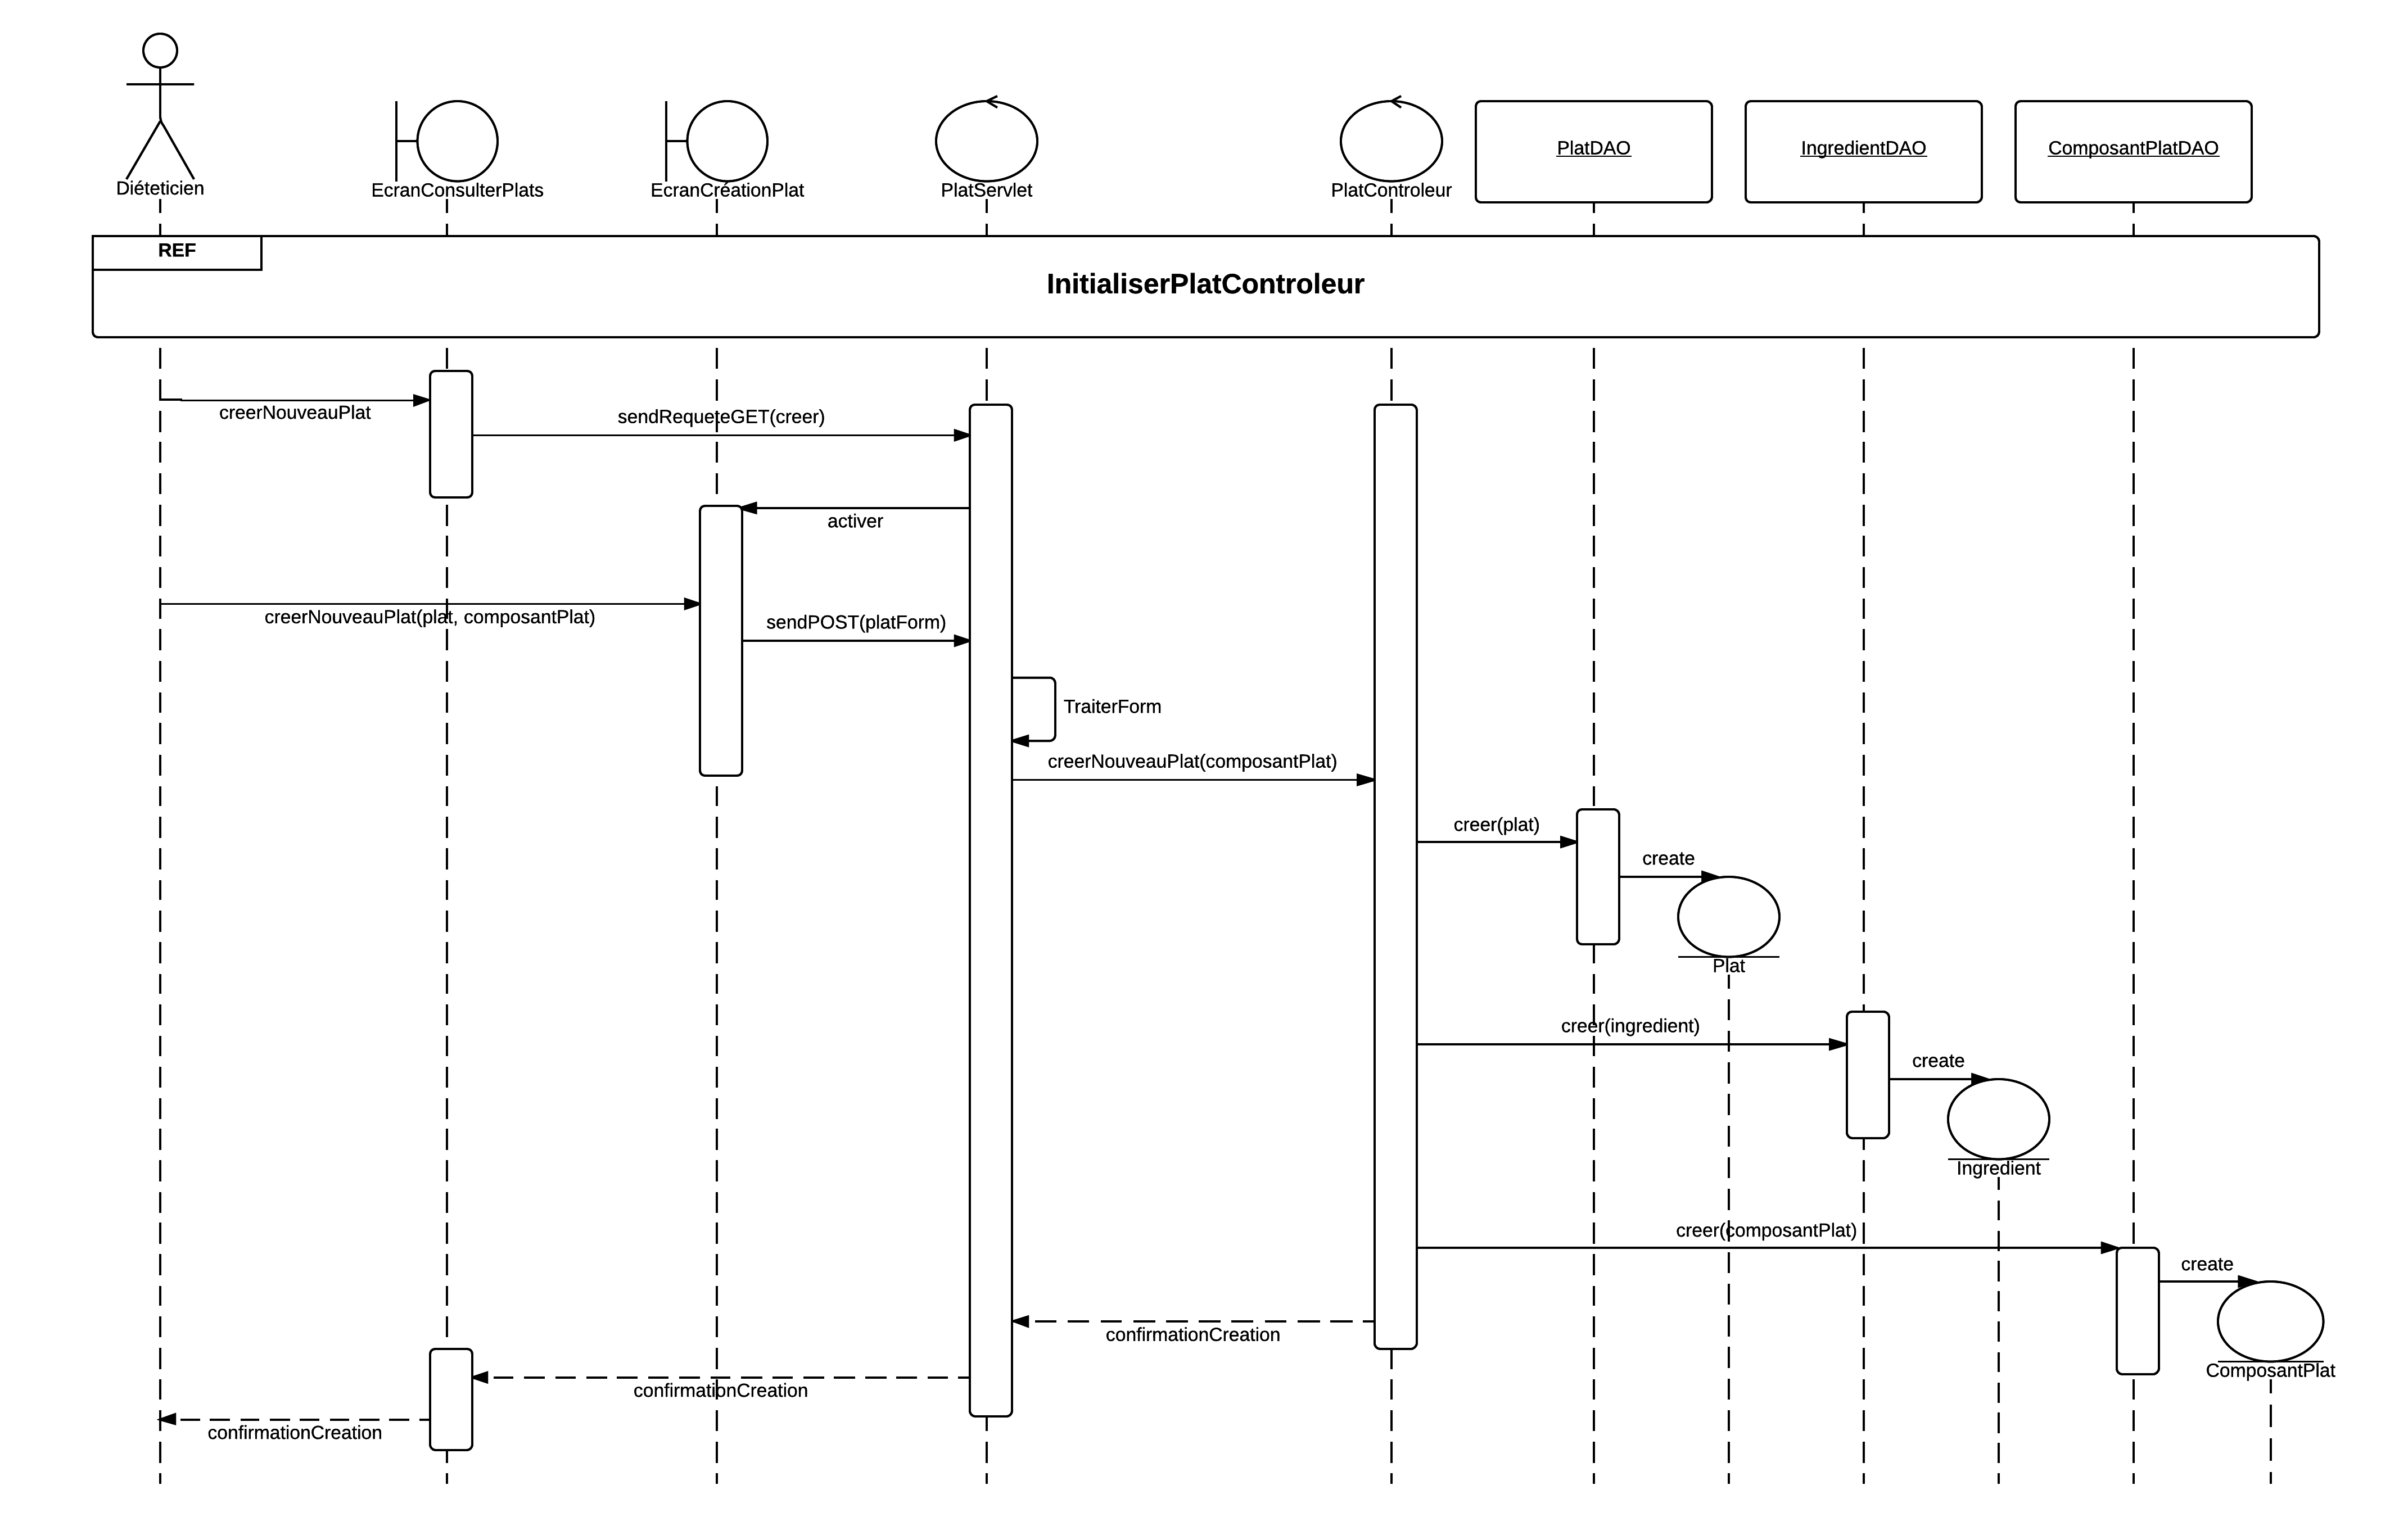 Diéteticien
EcranConsulterPlats
EcranCréationPlat
PlatServlet
PlatControleur
PlatDAO
IngredientDAO
ComposantPlatDAO
REF
InitialiserPlatControleur
creerNouveauPlat
sendRequeteGET(creer)
activer
creerNouveauPlat(plat, composantPlat)
sendPOST(platForm)
TraiterForm
creerNouveauPlat(composantPlat)
creer(plat)
create
Plat
creer(ingredient)
create
Ingredient
creer(composantPlat)
create
ComposantPlat
confirmationCreation
confirmationCreation
confirmationCreation